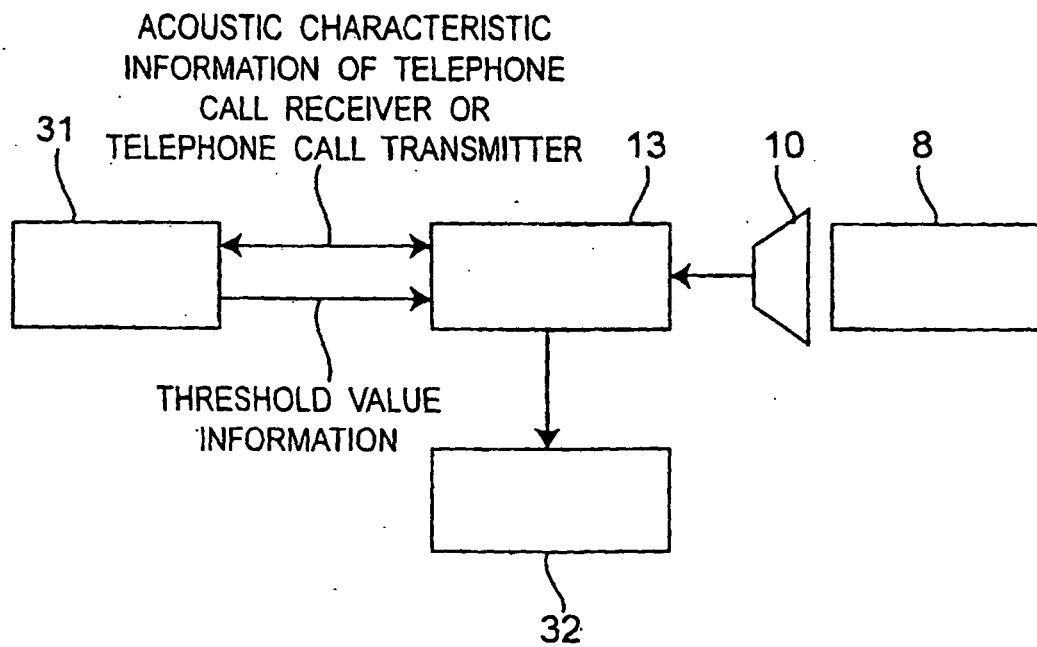 ACOUSTIC CHARACTERISTIC
INFORMATION OF TELEPHONE
CALL RECEIVER OR
TELEPHONE CALL TRANSMITTER
31
13
10
8
THRESHOLD VALUE
INFORMATION
32